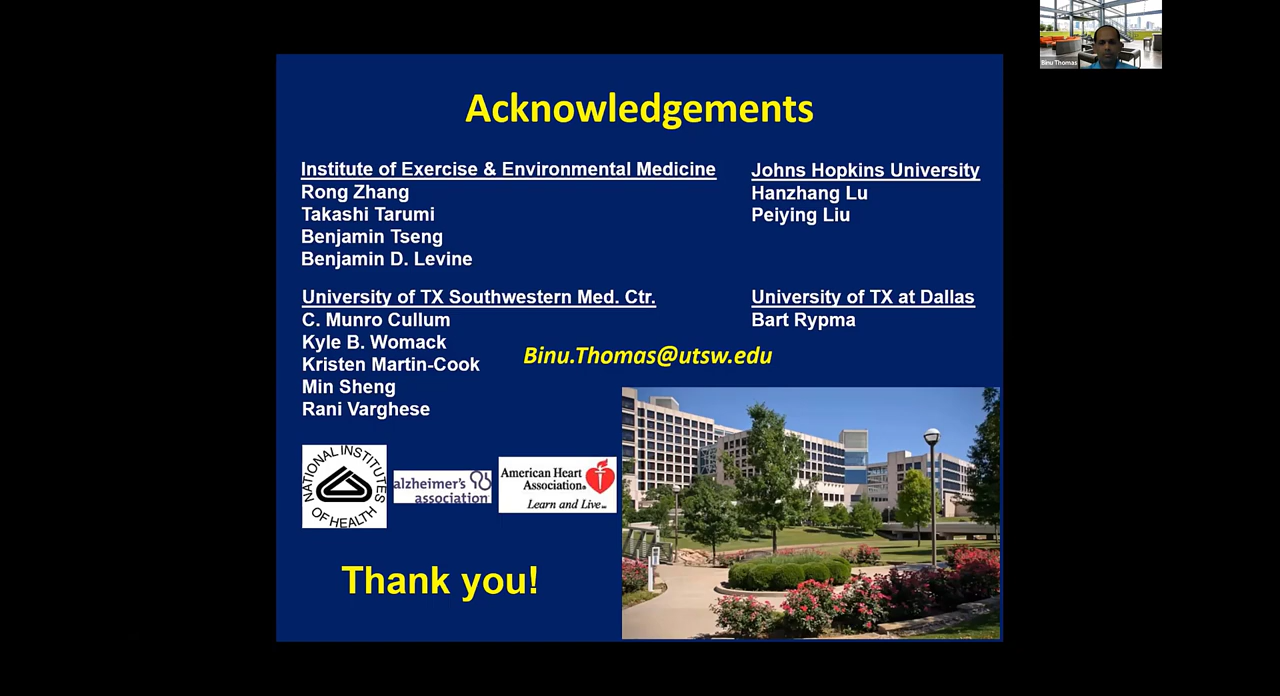 Binu Thomas
Acknowledgements
Institute of Exercise & Environmental Medicine
Rong Zhang
Takashi Tarumi
Benjamin Tseng
Benjamin D. Levine
Johns Hopkins University
Hanzhang Lu
Peiying Liu
University of TX Southwestern Med. Ctr.
C. Munro Cullum
Kyle B. Womack
Kristen Martin-Cook
Min Sheng
Rani Varghese
University of TX at Dallas
Bart Rypma
Binu.Thomas@utsw.edu
NATIONAL INSTITUTES
OF HEALTH
alzheimer's
association
American Heart
Association®
Learn and Live℠
Thank you!